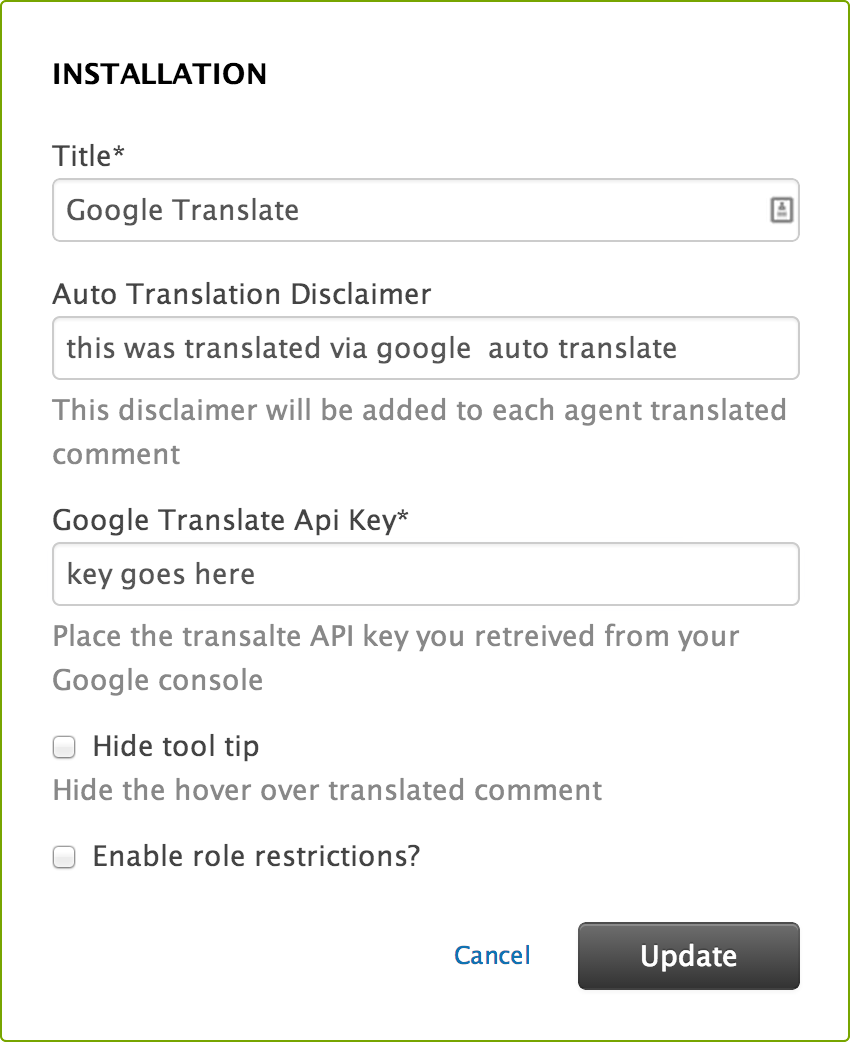 INSTALLATION
Title*
Google Translate
Auto Translation Disclaimer
this was translated via google  auto translate
This disclaimer will be added to each agent translated
comment
Google Translate Api Key*
key goes here
Place the transalte API key you retreived from your
Google console
Hide tool tip
Hide the hover over translated comment
Enable role restrictions?
Cancel
Update